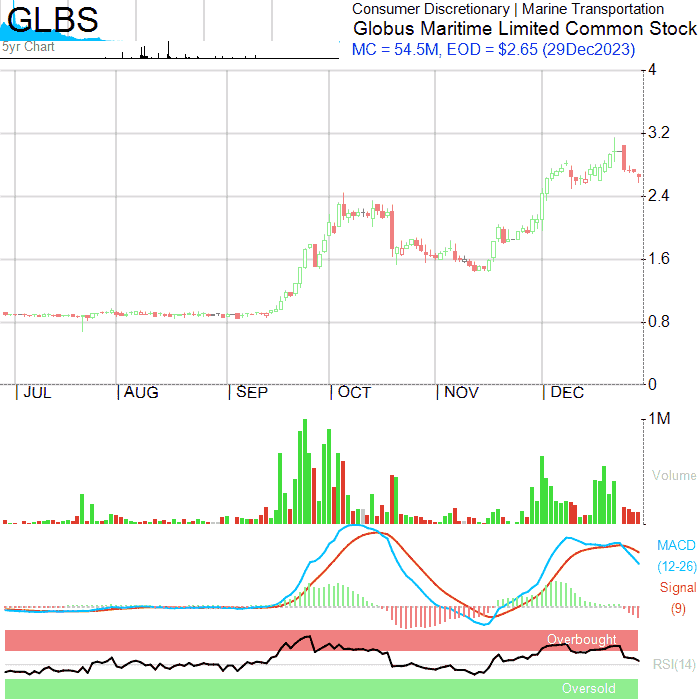 GLBS
5yr Chart
Consumer Discretionary | Marine Transportation
Globus Maritime Limited Common Stock
MC = 54.5M, EOD = $2.65 (29Dec2023)
4
3.2
2.4
1.6
0.8
0
| JUL | AUG | SEP | OCT | NOV | DEC
1M
Volume
MACD
(12-26)
Signal
(9)
Overbought
RSI(14)
Oversold